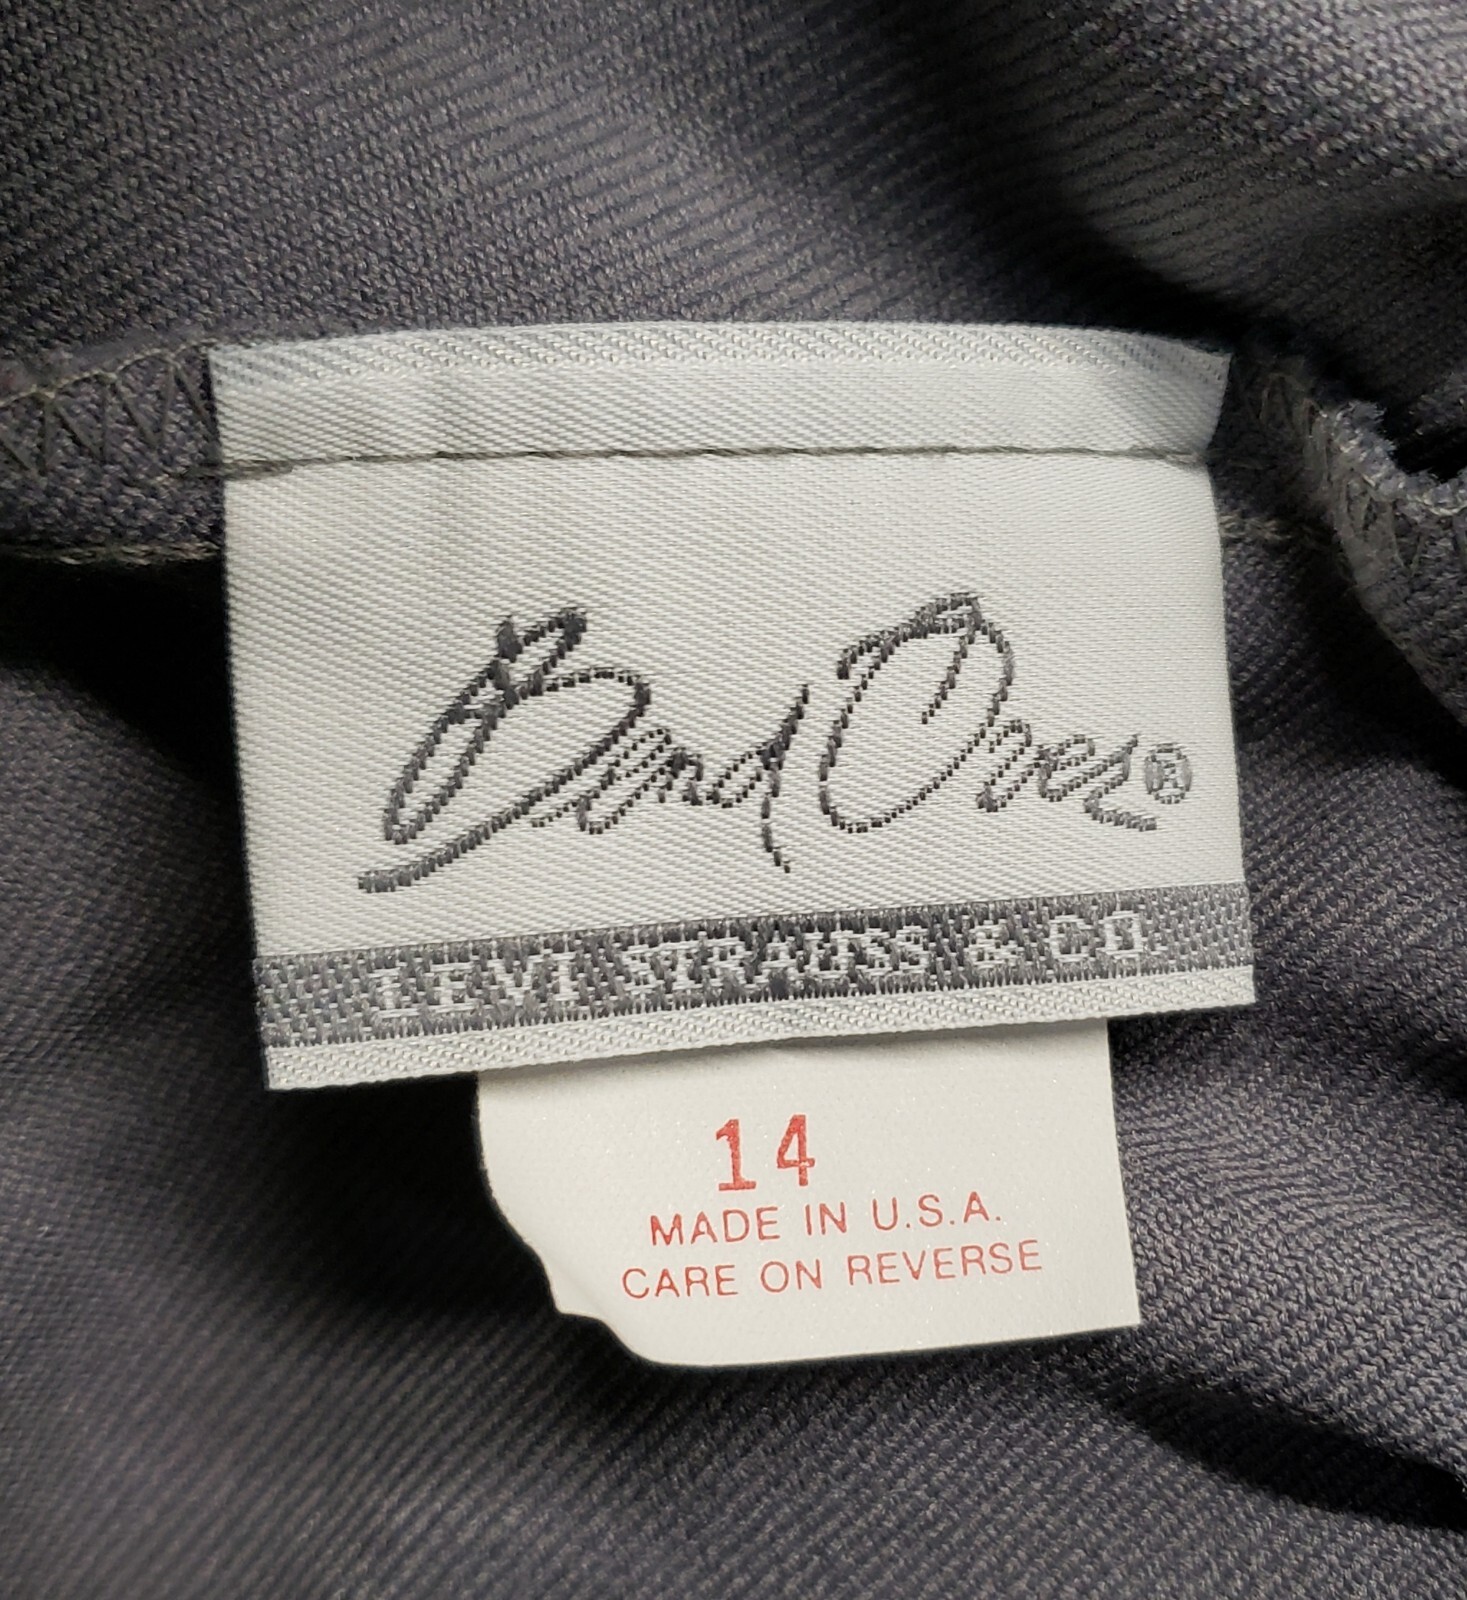 Bend Over®
LEVI STRAUSS & CO.
14
MADE IN U.S.A.
CARE ON REVERSE